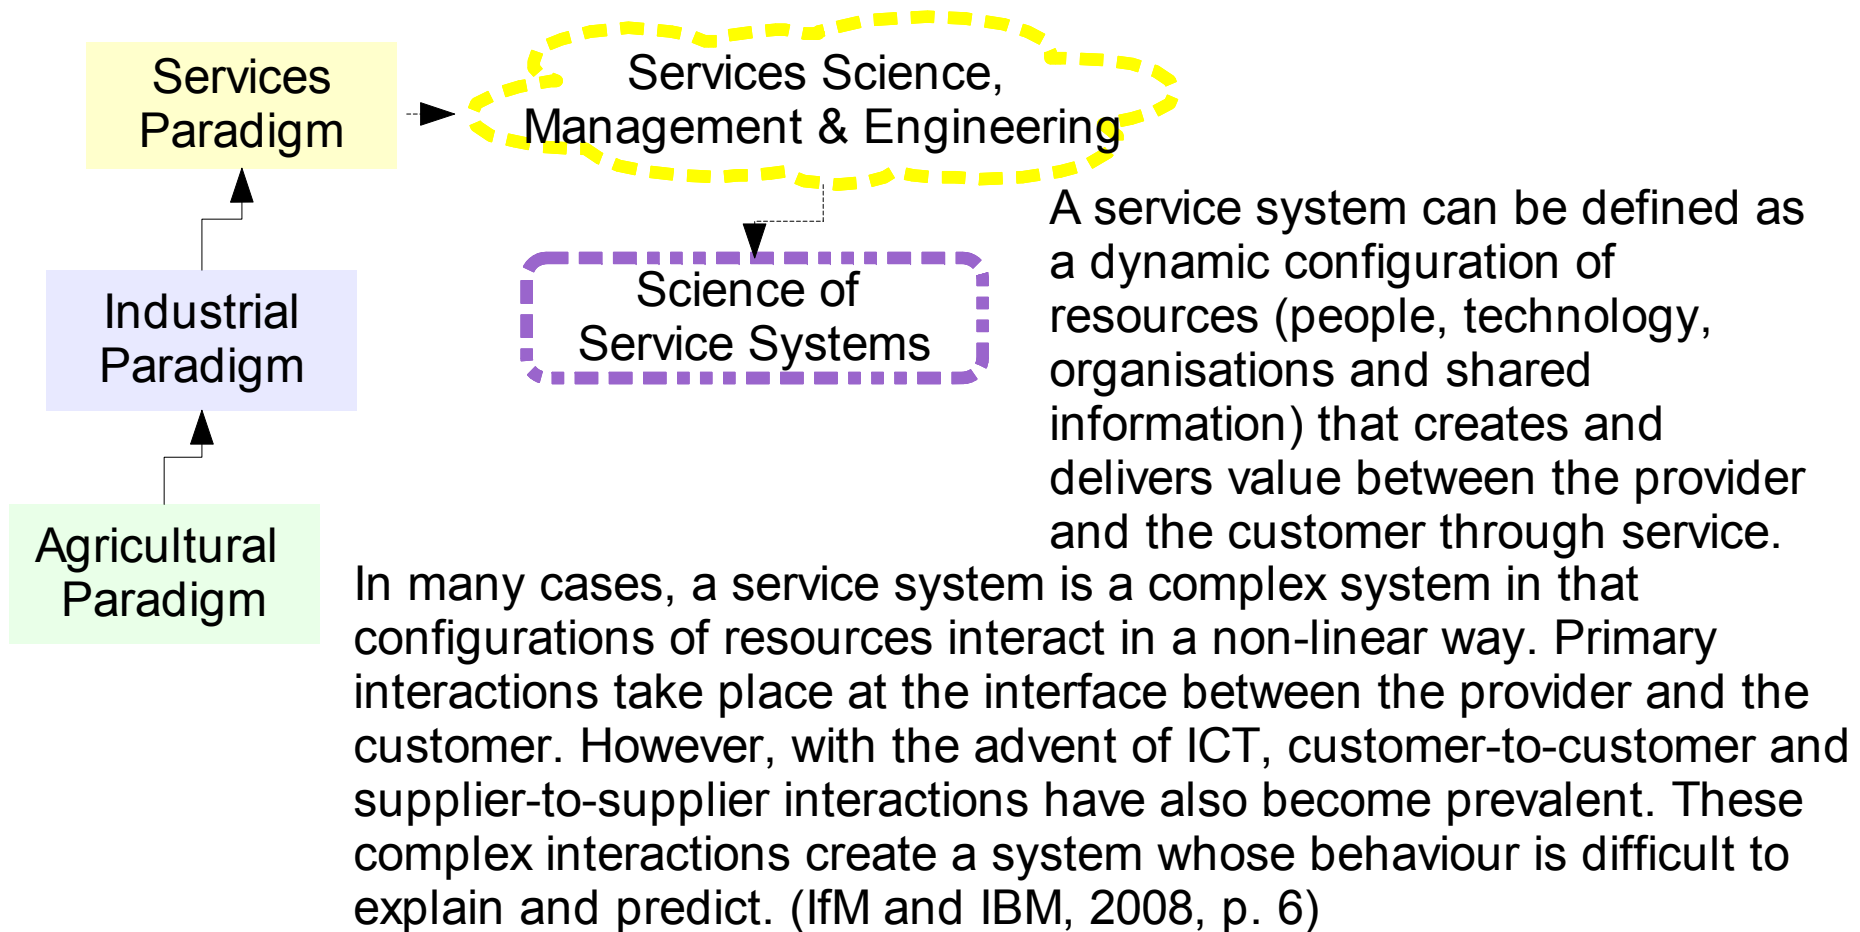 Services
Paradigm
Services Science,
Management & Engineering
Industrial
Paradigm
Science of
Service Systems
Agricultural
Paradigm
A service system can be defined as
a dynamic configuration of
resources (people, technology,
organisations and shared
information) that creates and
delivers value between the provider
and the customer through service.
In many cases, a service system is a complex system in that
configurations of resources interact in a non-linear way. Primary
interactions take place at the interface between the provider and the
customer. However, with the advent of ICT, customer-to-customer and
supplier-to-supplier interactions have also become prevalent. These
complex interactions create a system whose behaviour is difficult to
explain and predict. (IfM and IBM, 2008, p. 6)